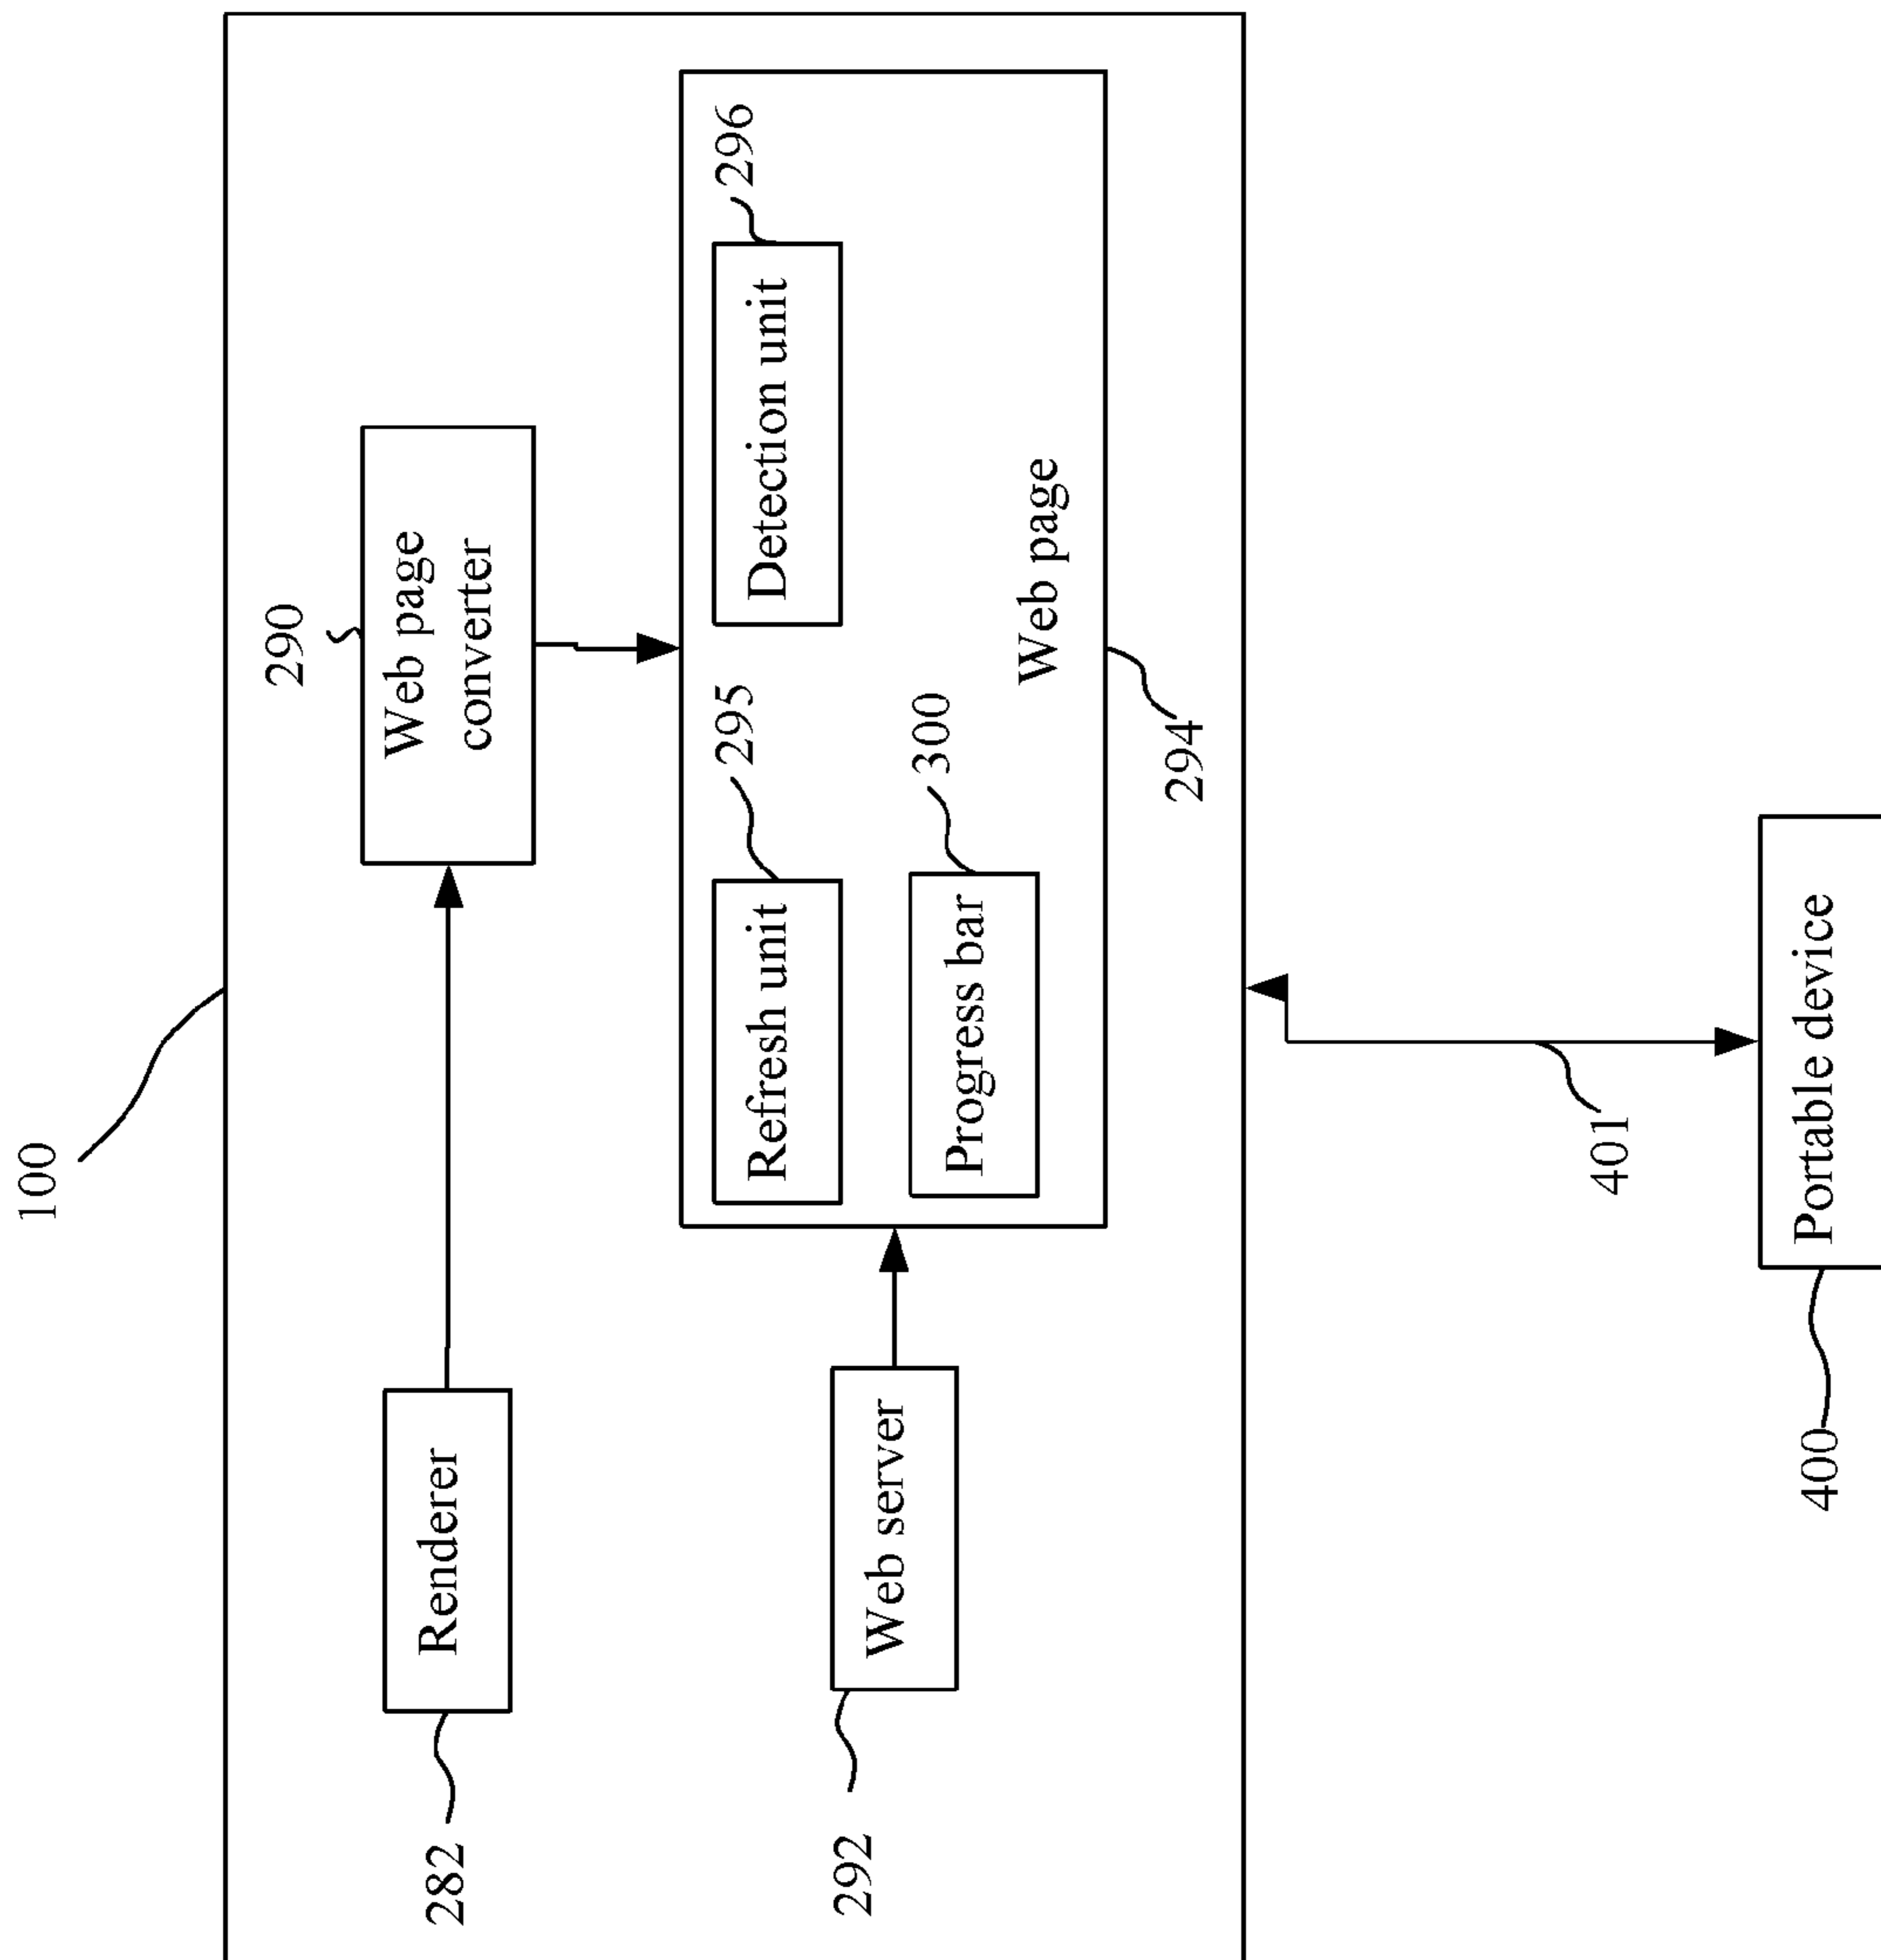 100
290
Web page
converter
Renderer
282
296
Detection unit
295
Refresh unit
300
Progress bar
Web page
294
Web server
292
401
Portable device
400